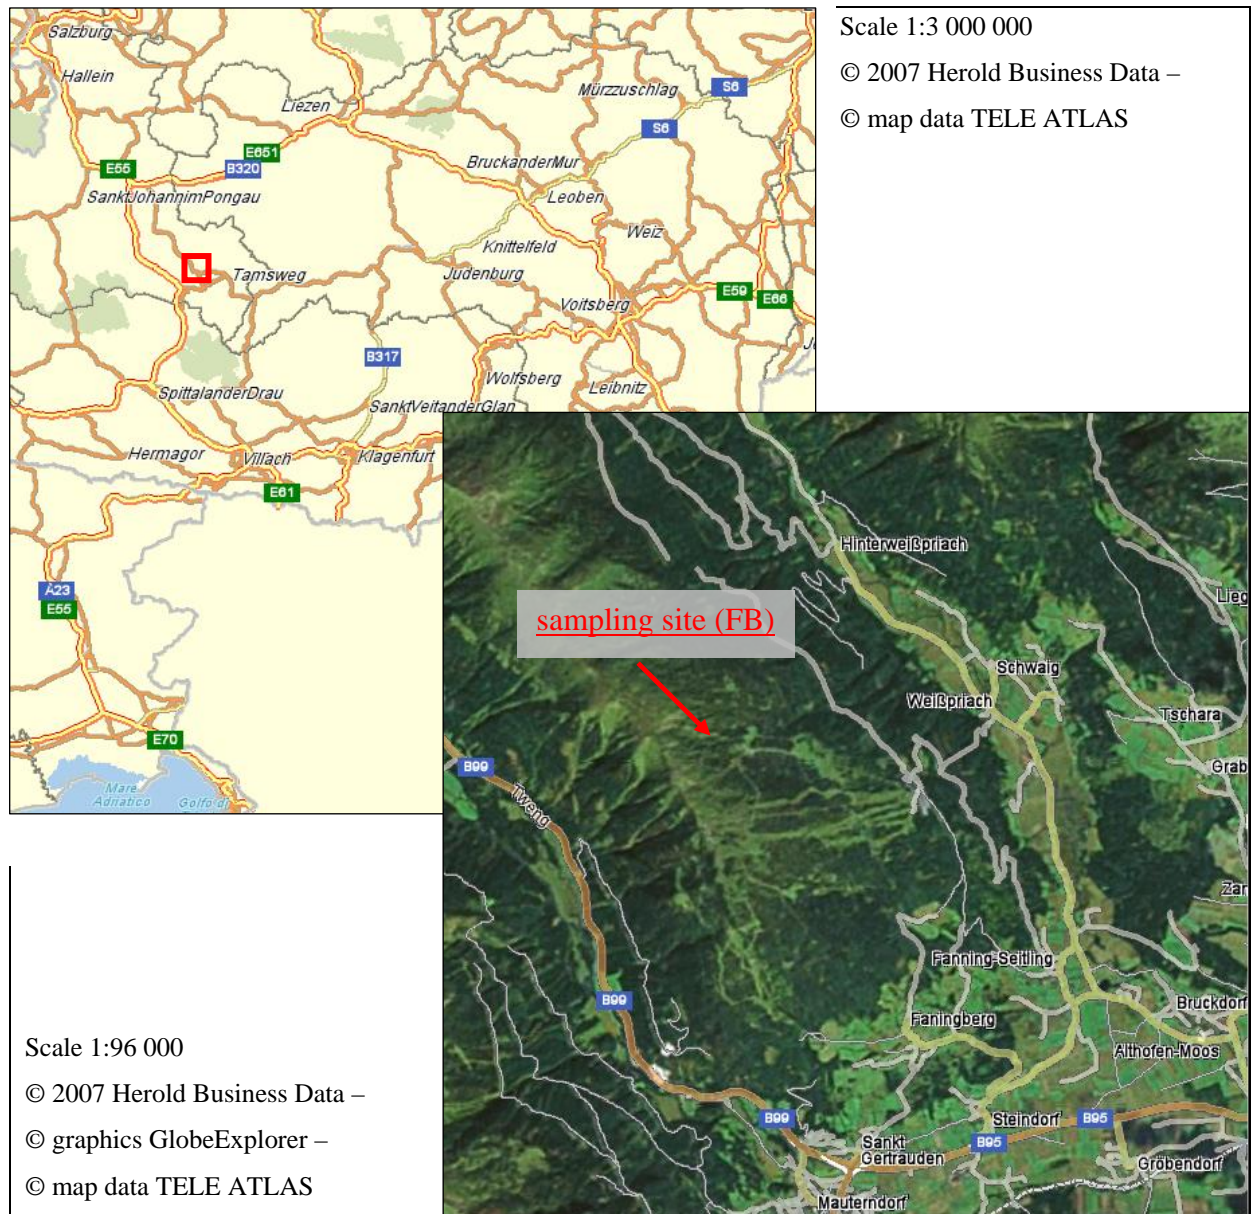 Scale 1:3 000 000
© 2007 Herold Business Data –
© map data TELE ATLAS
Salzburg
Hallein
Liezen
Mürzzuschlag
S6
S6
E651
E55
B320
BruckanderMur
SanktJohannimPongau
Leoben
Weiz
Knittelfeld
Tamsweg
Judenburg
E59
E66
Voitsberg
B317
Wolfsberg
Leibnitz
SpittalanderDrau
SanktVeitanderGlan
Hermagor
Villach
Klagenfurt
E61
A23
E55
E70
Mare
Adriatico
Golfo di
Hinterweißpriach
Lieg
sampling site (FB)
Schwaig
Weißpriach
Tschara
Grab
B99
Tweng
Zan
Fanning-Seitling
B99
Bruckdorf
Faningberg
Althofen-Moos
B99
Steindorf
B95
B95
Sankt
Gertrauden
Gröbendorf
Mauterndorf
Scale 1:96 000
© 2007 Herold Business Data –
© graphics GlobeExplorer –
© map data TELE ATLAS